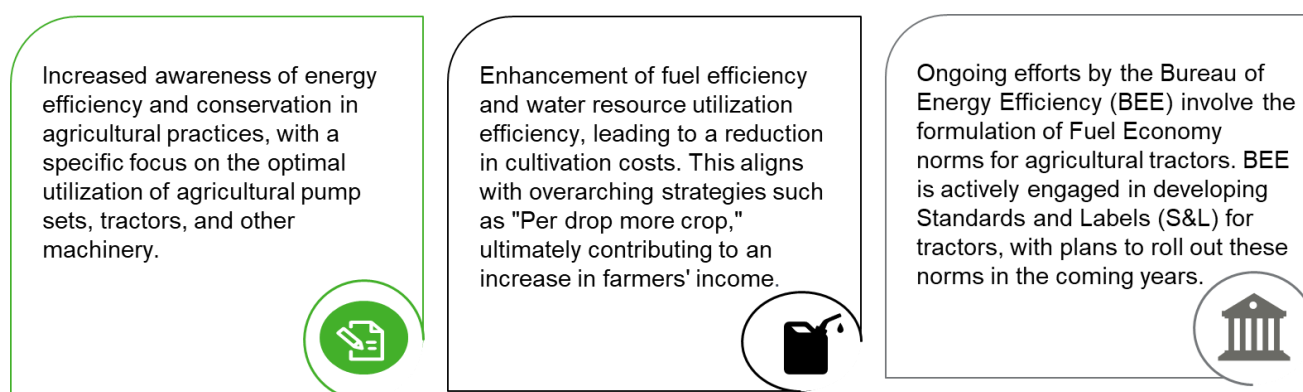 Increased awareness of energy
efficiency and conservation in
agricultural practices, with a
specific focus on the optimal
utilization of agricultural pump
sets, tractors, and other
machinery.
Enhancement of fuel efficiency
and water resource utilization
efficiency, leading to a reduction
in cultivation costs. This aligns
with overarching strategies such
as "Per drop more crop,"
ultimately contributing to an
increase in farmers' income.
Ongoing efforts by the Bureau of
Energy Efficiency (BEE) involve the
formulation of Fuel Economy
norms for agricultural tractors. BEE
is actively engaged in developing
Standards and Labels (S&L) for
tractors, with plans to roll out these
norms in the coming years.